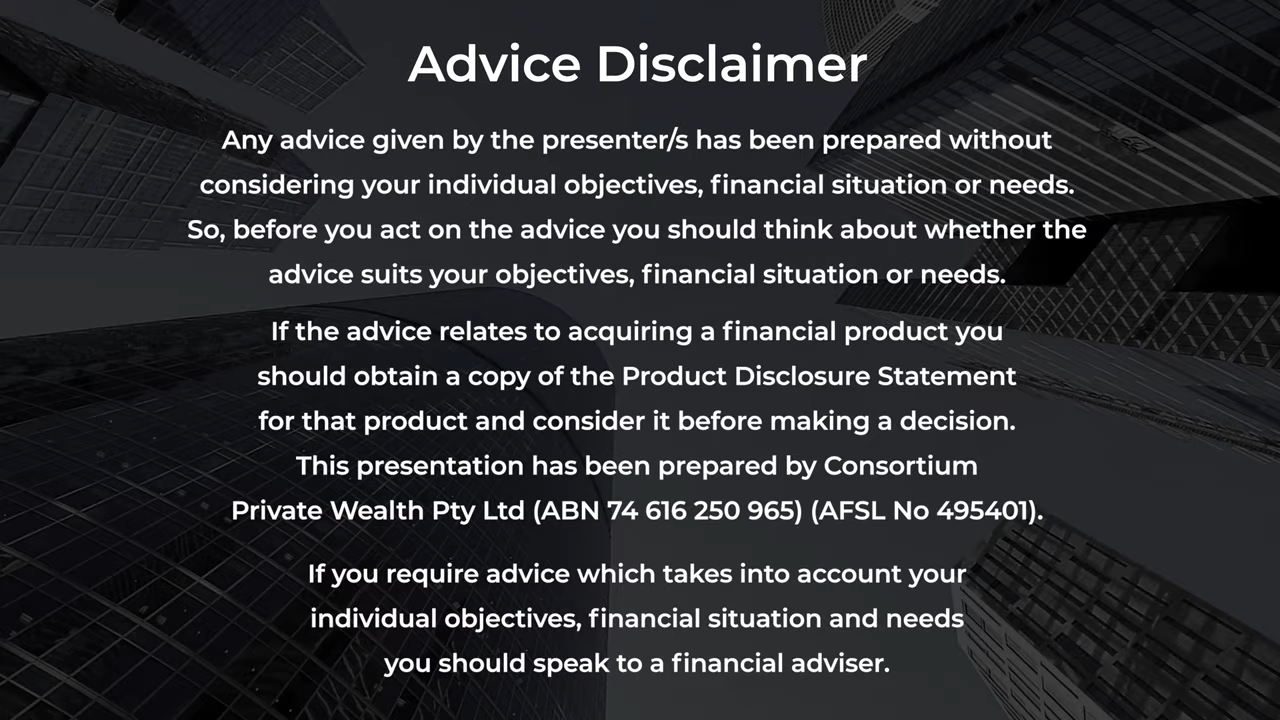 Advice Disclaimer
Any advice given by the presenter/s has been prepared without
considering your individual objectives, financial situation or needs.
So, before you act on the advice you should think about whether the
advice suits your objectives, financial situation or needs.
If the advice relates to acquiring a financial product you
should obtain a copy of the Product Disclosure Statement
for that product and consider it before making a decision.
This presentation has been prepared by Consortium
Private Wealth Pty Ltd (ABN 74 616 250 965) (AFSL No 495401).
If you require advice which takes into account your
individual objectives, financial situation and needs
you should speak to a financial adviser.